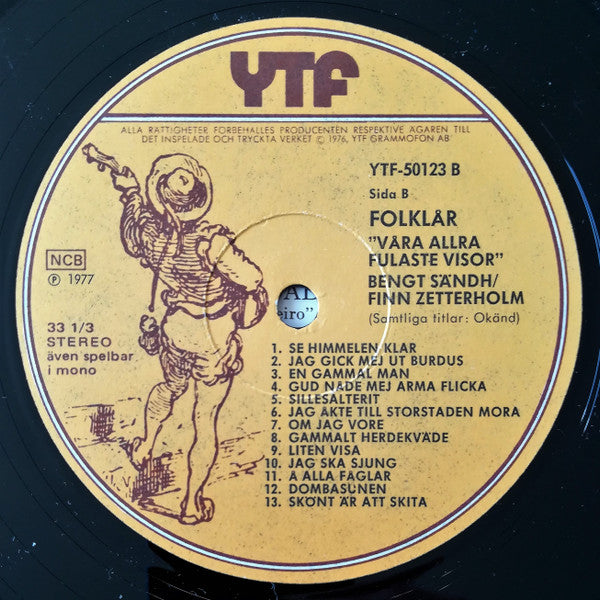 YTF
ALLA RÄTTIGHETER FÖRBEHALLES PRODUCENTEN RESPEKTIVE ÄGAREN TILL
DET INSPELADE OCH TRYCKTA VERKET © 1976, YTF GRAMMOFON AB
YTF-50123 B
Sida B
FOLKLÅR
"VÅRA ALLRA
FULASTE VISOR"
BENGT SÄNDH/
FINN ZETTERHOLM
(Samtliga titlar: Okänd)
NCB
Ⓟ 1977
33 1/3
STEREO
även spelbar
i mono
eiro"
1. SE HIMMELEN KLAR
2. JAG GICK MEJ UT BURDUS
3. EN GAMMAL MAN
4. GUD NÅDE MEJ ARMA FLICKA
5. SILLESALTERIT
6. JAG ÅKTE TILL STORSTADEN MORA
7. OM JAG VORE
8. GAMMALT HERDEKVÄDE
9. LITEN VISA
10. JAG SKA SJUNG
11. Å ALLA FÅGLAR
12. DOMBASUNEN
13. SKÖNT ÄR ATT SKITA